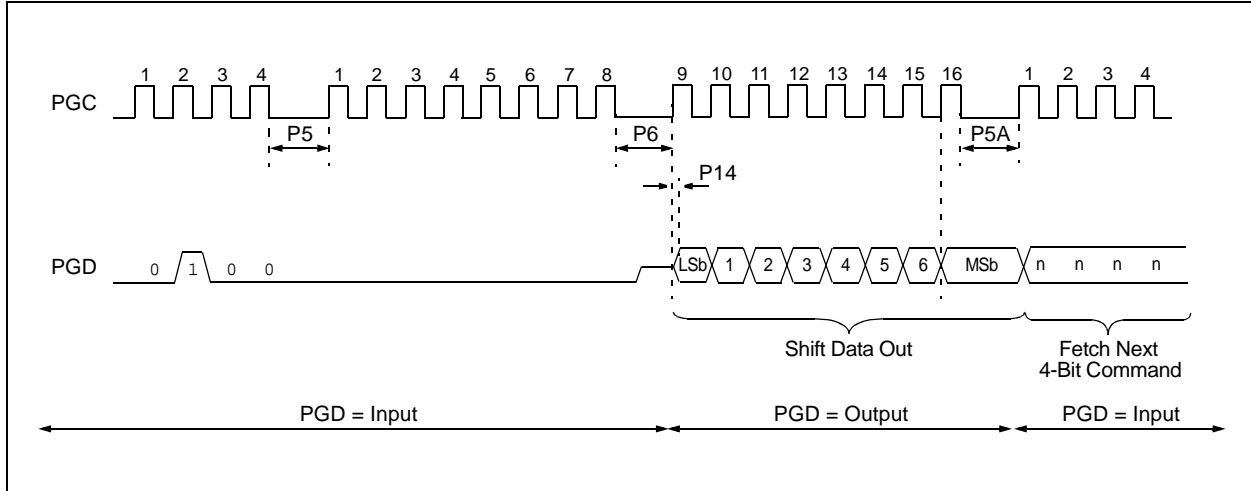 1 2 3 4 1 2 3 4 5 6 7 8 9 10 11 12 13 14 15 16 1 2 3 4
PGC
P5 P6 P5A
P14
PGD 0 1 0 0 LSb 1 2 3 4 5 6 MSb n n n n
Shift Data Out
Fetch Next
4-Bit Command
PGD = Input PGD = Output PGD = Input